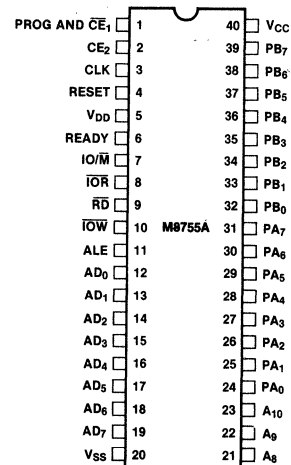 PROG AND C̅E̅₁ 1 40 VCC
CE₂ 2 39 PB₇
CLK 3 38 PB₆
RESET 4 37 PB₅
VDD 5 36 PB₄
READY 6 35 PB₃
IO/M̅ 7 34 PB₂
I̅O̅R̅ 8 33 PB₁
R̅D̅ 9 32 PB₀
I̅O̅W̅ 10 M8755A 31 PA₇
ALE 11 30 PA₆
AD₀ 12 29 PA₅
AD₁ 13 28 PA₄
AD₂ 14 27 PA₃
AD₃ 15 26 PA₂
AD₄ 16 25 PA₁
AD₅ 17 24 PA₀
AD₆ 18 23 A₁₀
AD₇ 19 22 A₉
VSS 20 21 A₈